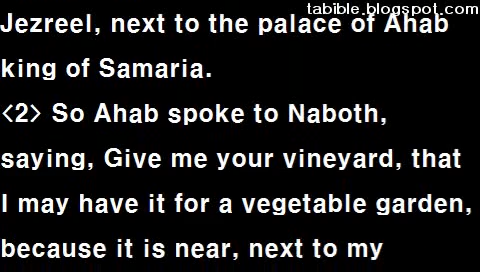 tabible.blogspot.com
Jezreel, next to the palace of Ahab
king of Samaria.
<2> So Ahab spoke to Naboth,
saying, Give me your vineyard, that
I may have it for a vegetable garden,
because it is near, next to my